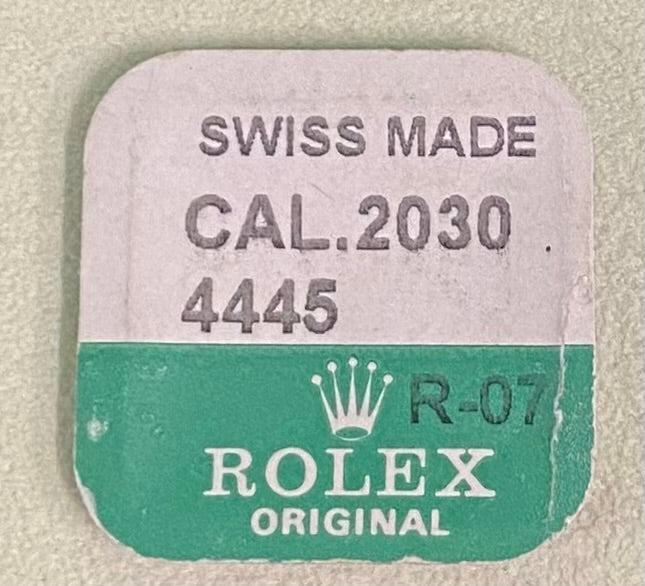 SWISS MADE
CAL.2030
4445
R-07
ROLEX
ORIGINAL